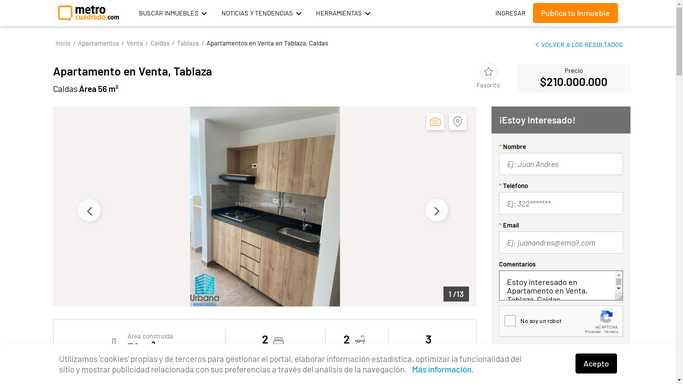 metro
cuadrado.com
BUSCAR INMUEBLES
NOTICIAS Y TENDENCIAS
HERRAMIENTAS
INGRESAR
Publica tu Inmueble
Inicio / Apartamentos / Venta / Caldas / Tablaza / Apartamentos en Venta en Tablaza, Caldas
VOLVER A LOS RESULTADOS
Apartamento en Venta, Tablaza
Caldas Área 56 m²
Favorito
Precio
$210.000.000
Urbana
1 /13
¡Estoy Interesado!
* Nombre
Ej: Juan Andres
* Teléfono
Ej: 322*******
* Email
Ej: juanandres@email.com
Comentarios
Estoy interesado en
Apartamento en Venta,
Tablaza, Caldas
No soy un robot
reCAPTCHA
Privacidad - Términos
Área construida
2
2
3
Utilizamos 'cookies' propias y de terceros para gestionar el portal, elaborar información estadística, optimizar la funcionalidad del
sitio y mostrar publicidad relacionada con sus preferencias a través del análisis de la navegación. Más información.
Acepto